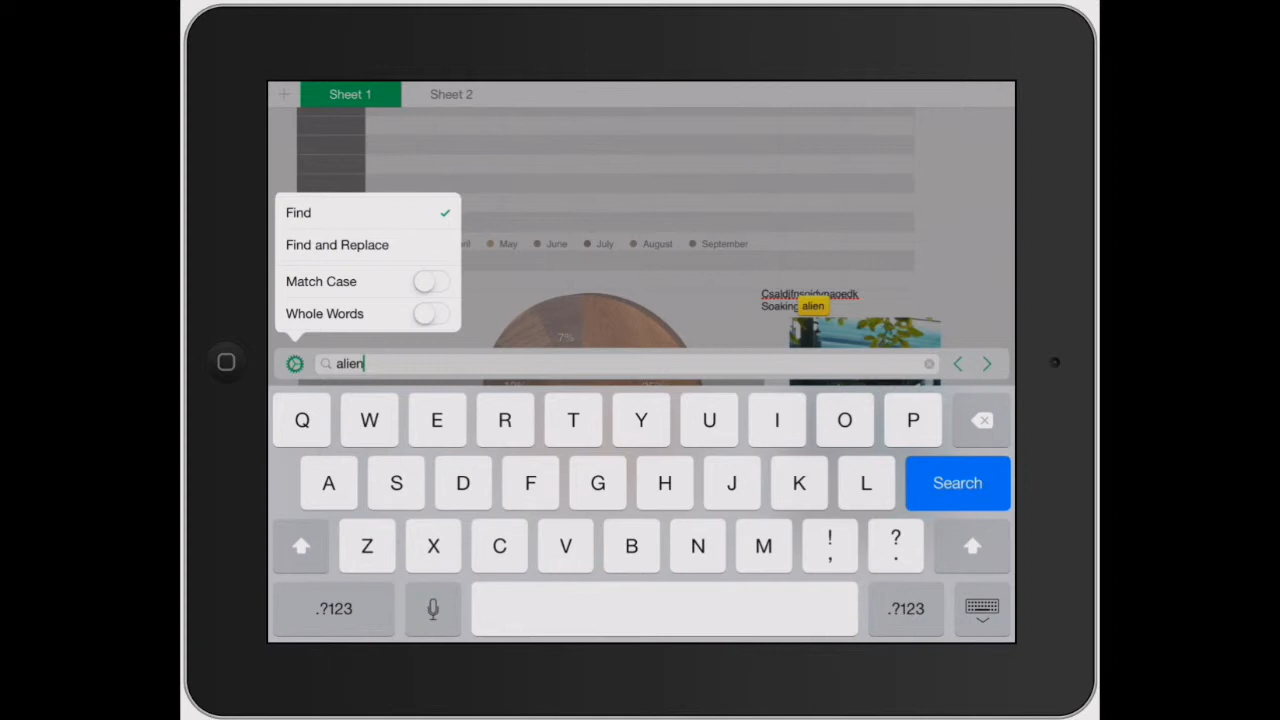 Sheet 1 Sheet 2
Find
Find and Replace
Match Case
Whole Words
May June July August September
7%
Soaking alien
alien
Q W E R T Y U I O P
A S D F G H J K L Search
Z X C V B N M ! , ? .
.?123 .?123